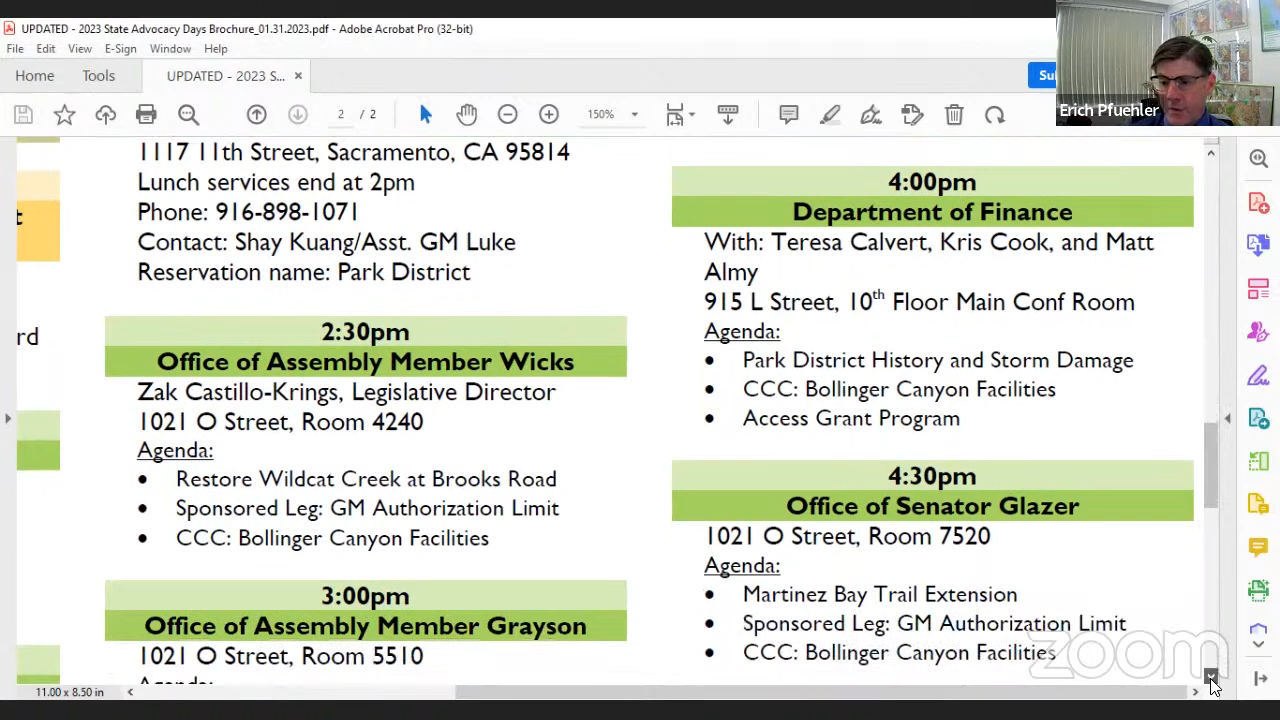 UPDATED - 2023 State Advocacy Days Brochure_01.31.2023.pdf - Adobe Acrobat Pro (32-bit)
File Edit View E-Sign Window Help
Home Tools UPDATED - 2023 S... ×
Erich Pfuehler
2 / 2
150%
1117 11th Street, Sacramento, CA 95814
Lunch services end at 2pm
Phone: 916-898-1071
Contact: Shay Kuang/Asst. GM Luke
Reservation name: Park District
2:30pm
Office of Assembly Member Wicks
Zak Castillo-Krings, Legislative Director
1021 O Street, Room 4240
Agenda:
• Restore Wildcat Creek at Brooks Road
• Sponsored Leg: GM Authorization Limit
• CCC: Bollinger Canyon Facilities
3:00pm
Office of Assembly Member Grayson
1021 O Street, Room 5510
4:00pm
Department of Finance
With: Teresa Calvert, Kris Cook, and Matt
Almy
915 L Street, 10th Floor Main Conf Room
Agenda:
• Park District History and Storm Damage
• CCC: Bollinger Canyon Facilities
• Access Grant Program
4:30pm
Office of Senator Glazer
1021 O Street, Room 7520
Agenda:
• Martinez Bay Trail Extension
• Sponsored Leg: GM Authorization Limit
• CCC: Bollinger Canyon Facilities
zoom
11.00 x 8.50 in